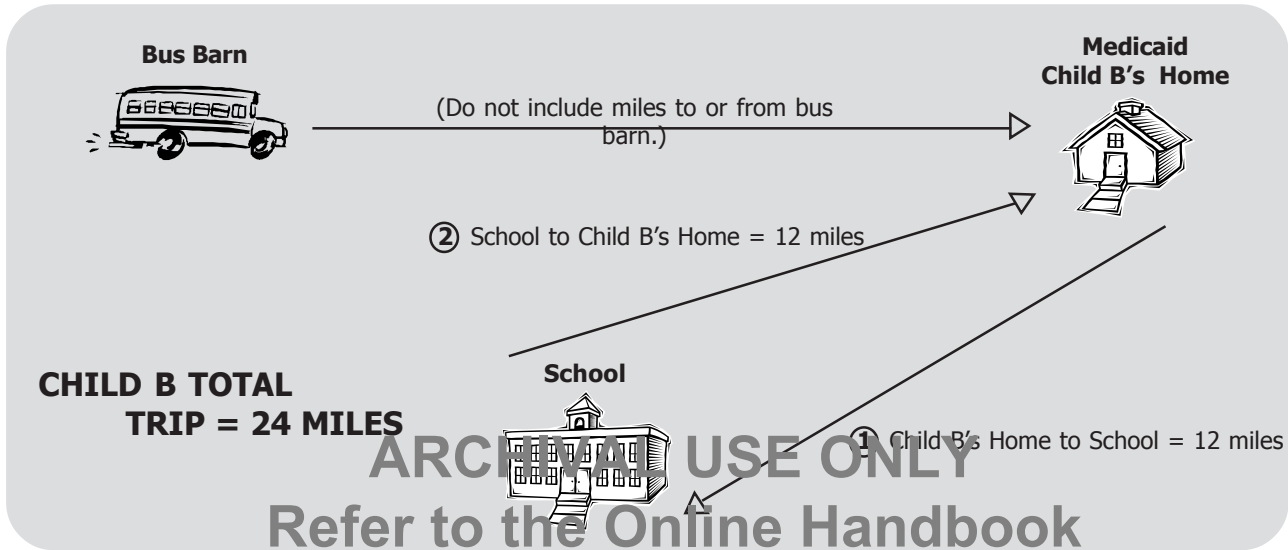 Bus Barn
Medicaid
Child B’s Home
(Do not include miles to or from bus
barn.)
② School to Child B’s Home = 12 miles
School
CHILD B TOTAL
TRIP = 24 MILES
① Child B’s Home to School = 12 miles
ARCHIVAL USE ONLY
Refer to the Online Handbook